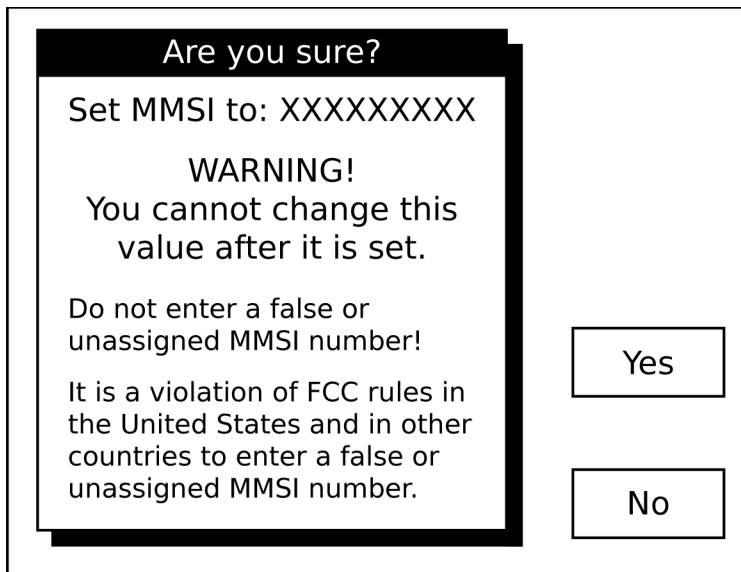 Are you sure?
Set MMSI to: XXXXXXXXX
WARNING!
You cannot change this
value after it is set.
Do not enter a false or
unassigned MMSI number!
It is a violation of FCC rules in
the United States and in other
countries to enter a false or
unassigned MMSI number.
Yes
No